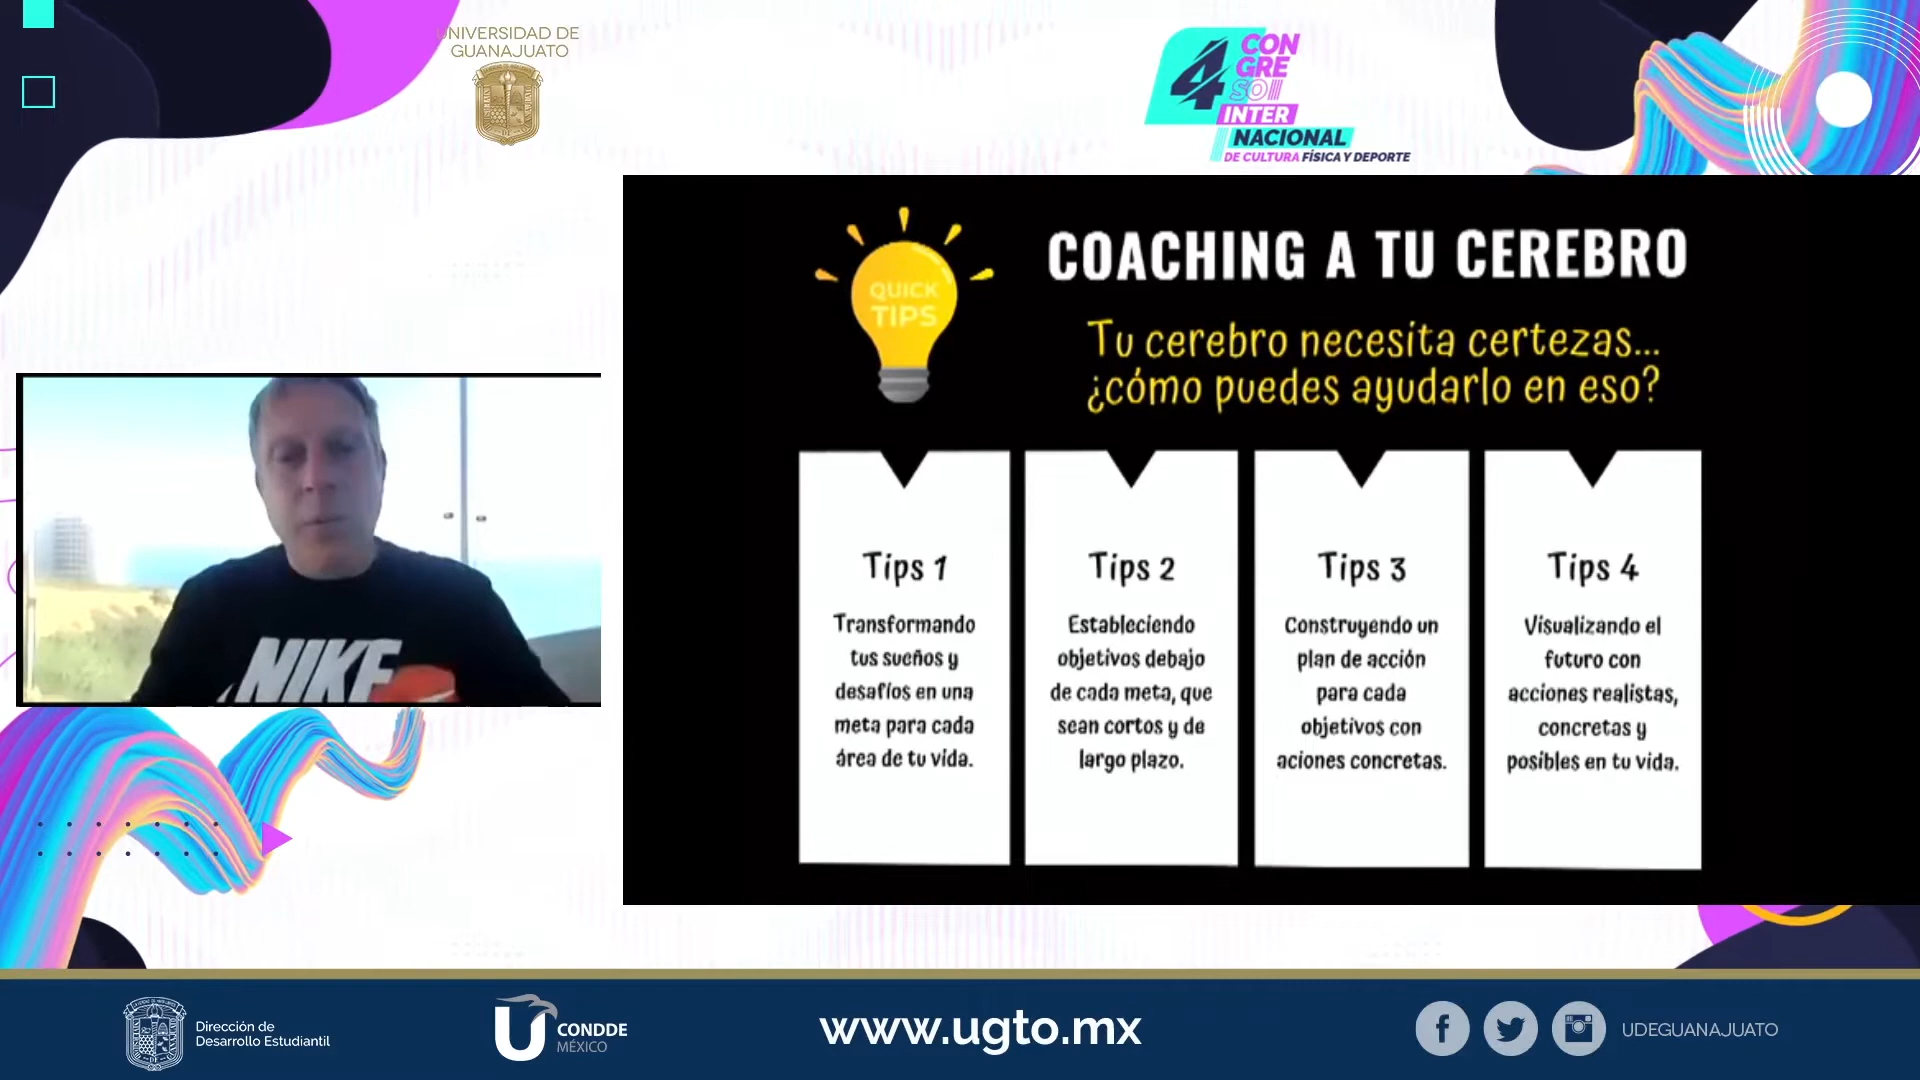 UNIVERSIDAD DE
GUANAJUATO
4
CON
GRE
SO
INTER
NACIONAL
DE CULTURA FÍSICA Y DEPORTE
QUICK
TIPS
COACHING A TU CEREBRO
Tu cerebro necesita certezas...
¿cómo puedes ayudarlo en eso?
Tips 1
Transformando
tus sueños y
desafíos en una
meta para cada
área de tu vida.
Tips 2
Estableciendo
objetivos debajo
de cada meta, que
sean cortos y de
largo plazo.
Tips 3
Construyendo un
plan de acción
para cada
objetivos con
aciones concretas.
Tips 4
Visualizando el
futuro con
acciones realistas,
concretas y
posibles en tu vida.
NIKE
Dirección de
Desarrollo Estudiantil
U
CONDDE
MÉXICO
www.ugto.mx
UDEGUANAJUATO